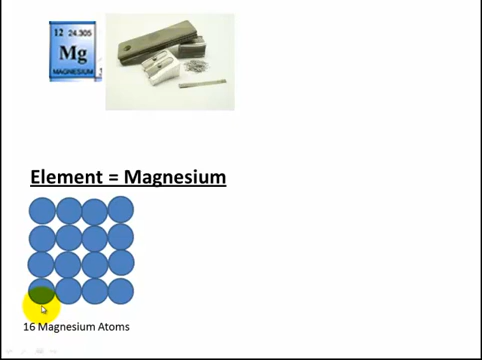 12 24.305
Mg
MAGNESIUM
Element = Magnesium
16 Magnesium Atoms